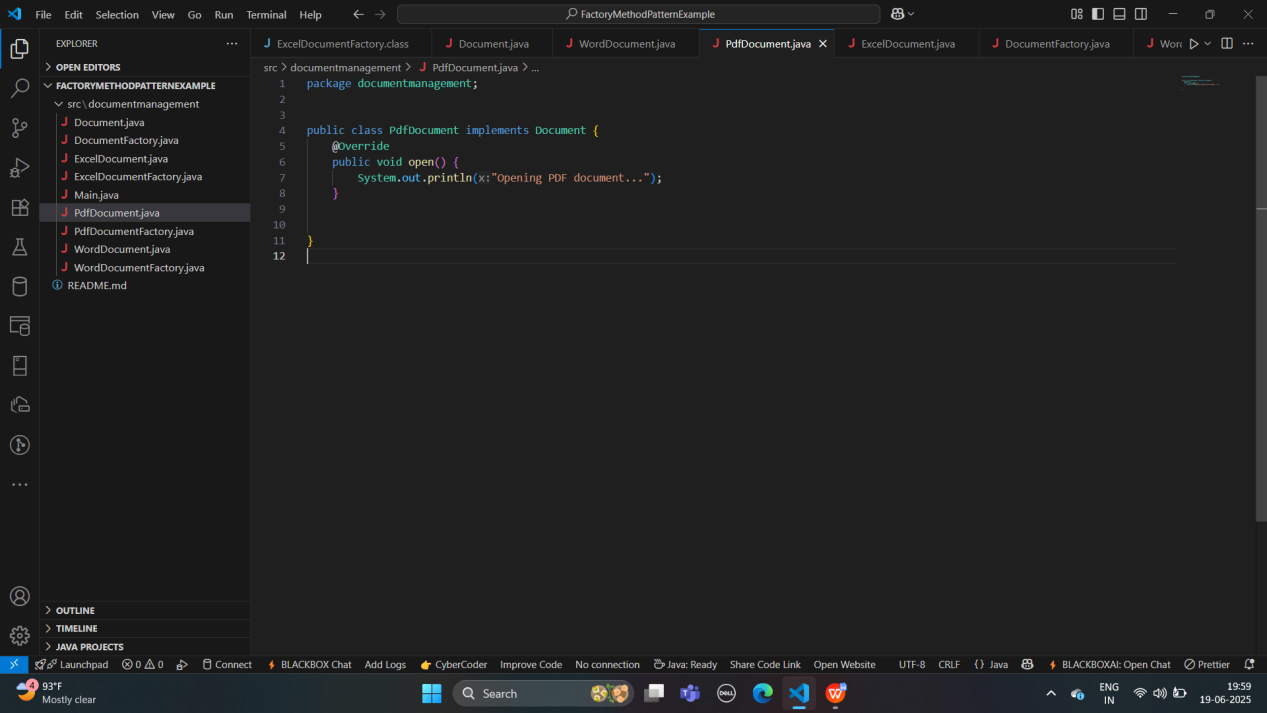 File Edit Selection View Go Run Terminal Help
FactoryMethodPatternExample
EXPLORER
ExcelDocumentFactory.class
Document.java
WordDocument.java
PdfDocument.java
ExcelDocument.java
DocumentFactory.java
Wor
OPEN EDITORS
FACTORYMETHODPATTERNEXAMPLE
src\documentmanagement
Document.java
DocumentFactory.java
ExcelDocument.java
ExcelDocumentFactory.java
Main.java
PdfDocument.java
PdfDocumentFactory.java
WordDocument.java
WordDocumentFactory.java
README.md
OUTLINE
TIMELINE
JAVA PROJECTS
src > documentmanagement > PdfDocument.java > ...
1 package documentmanagement;
2
3
4 public class PdfDocument implements Document {
5 @Override
6 public void open() {
7 System.out.println(x:"Opening PDF document...");
8 }
9
10
11 }
12
Launchpad 0 0 Connect BLACKBOX Chat Add Logs CyberCoder Improve Code No connection Java: Ready Share Code Link Open Website UTF-8 CRLF {} Java BLACKBOXAI: Open Chat Prettier
4
93°F
Mostly clear
Search
DELL
W
ENG
IN
19:59
19-06-2025